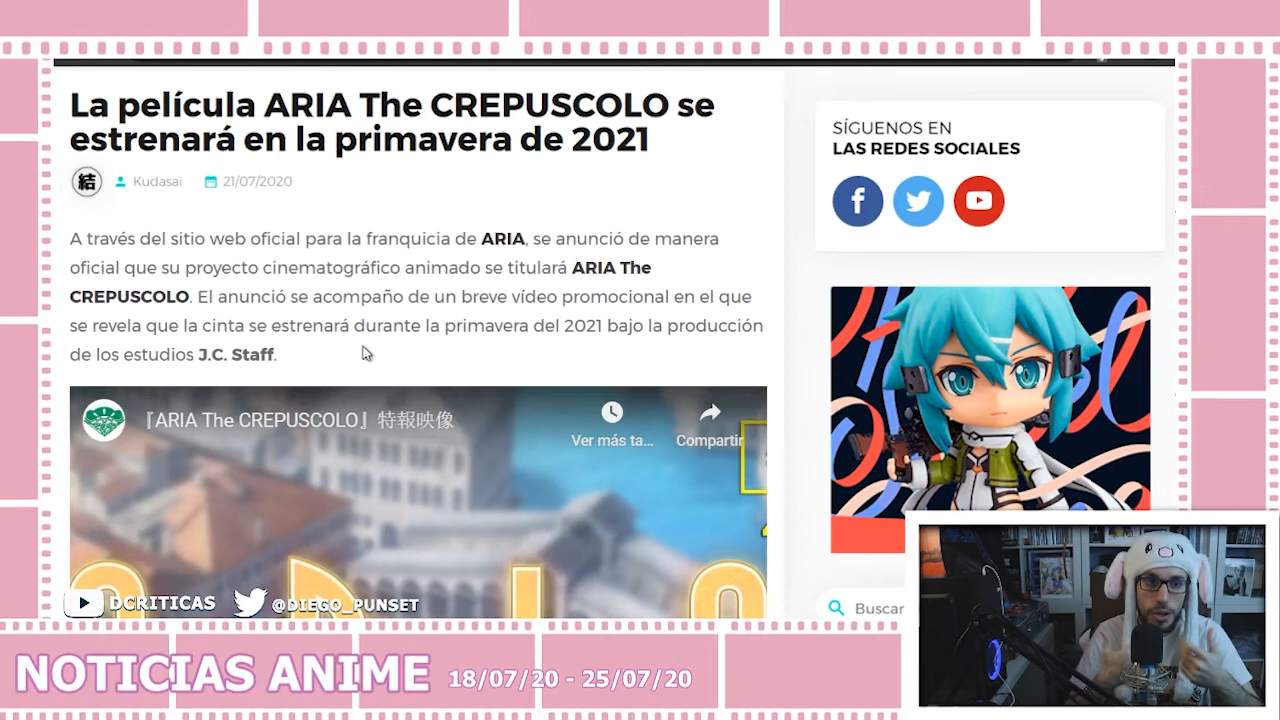 La película ARIA The CREPUSCOLO se
estrenará en la primavera de 2021
結
Kudasai
21/07/2020
A través del sitio web oficial para la franquicia de ARIA, se anunció de manera
oficial que su proyecto cinematográfico animado se titulará ARIA The
CREPUSCOLO. El anunció se acompaño de un breve vídeo promocional en el que
se revela que la cinta se estrenará durante la primavera del 2021 bajo la producción
de los estudios J.C. Staff.
『ARIA The CREPUSCOLO』特報映像
Ver más ta...
Compartir
SÍGUENOS EN
LAS REDES SOCIALES
Buscar
DCRITICAS
@DIEGO_PUNSET
NOTICIAS ANIME
18/07/20 - 25/07/20